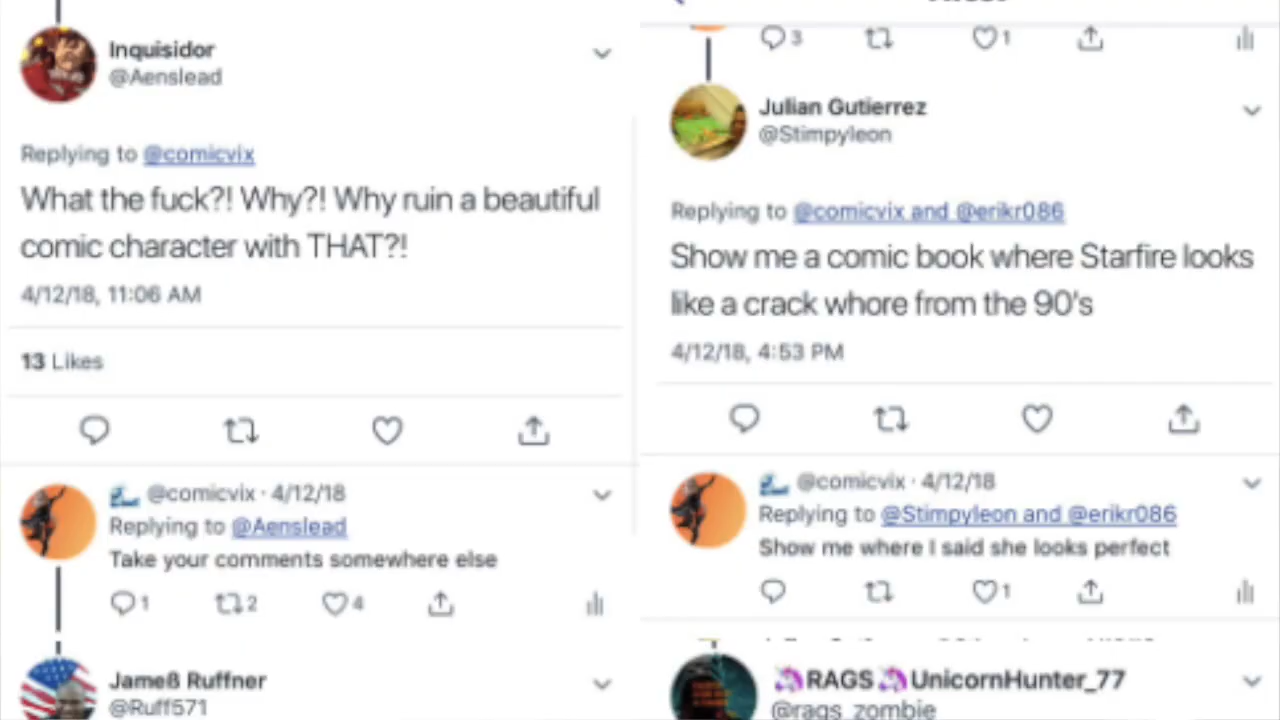 Inquisidor
@Aenslead
Replying to @comicvix
What the fuck?! Why?! Why ruin a beautiful
comic character with THAT?!
4/12/18, 11:06 AM
13 Likes
@comicvix · 4/12/18
Replying to @Aenslead
Take your comments somewhere else
1 2 4
Jameß Ruffner
@Ruff571
3 1
Julian Gutierrez
@Stimpyleon
Replying to @comicvix and @erikr086
Show me a comic book where Starfire looks
like a crack whore from the 90's
4/12/18, 4:53 PM
@comicvix · 4/12/18
Replying to @Stimpyleon and @erikr086
Show me where I said she looks perfect
1
🦄RAGS🦄UnicornHunter_77
@rags_zombie